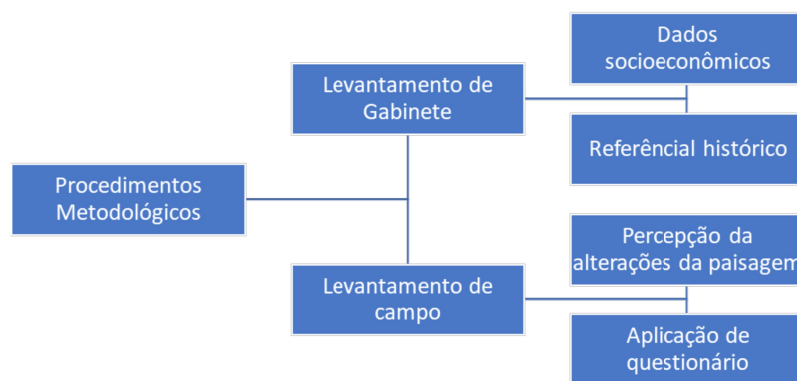 Procedimentos
Metodológicos
Levantamento de
Gabinete
Dados
socioeconômicos
Referêncial histórico
Levantamento de
campo
Percepção da
alterações da paisagem
Aplicação de
questionário